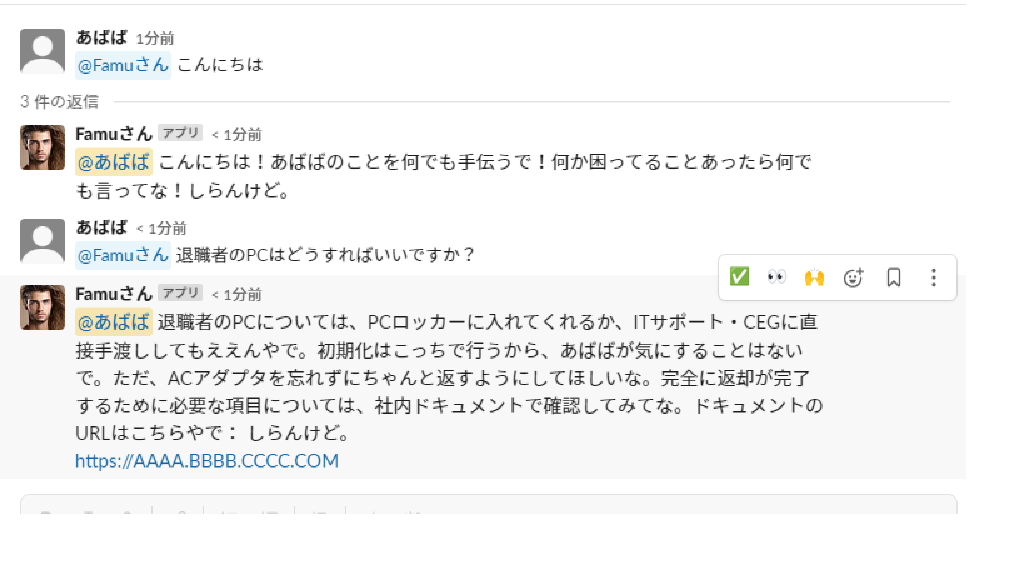 あばば 1分前
@Famuさん こんにちは
3 件の返信
Famuさん アプリ < 1分前
@あばば こんにちは！あばばのことを何でも手伝うで！何か困ってることあったら何で
も言ってな！しらんけど。
あばば < 1分前
@Famuさん 退職者のPCはどうすればいいですか？
Famuさん アプリ < 1分前
@あばば 退職者のPCについては、PCロッカーに入れてくれるか、ITサポート・CEGに直
接手渡ししてもええんやで。初期化はこっちで行うから、あばばが気にすることはない
で。ただ、ACアダプタを忘れずにちゃんと返すようにしてほしいな。完全に返却が完了
するために必要な項目については、社内ドキュメントで確認してみてな。ドキュメントの
URLはこちらやで： しらんけど。
https://AAAA.BBBB.CCCC.COM